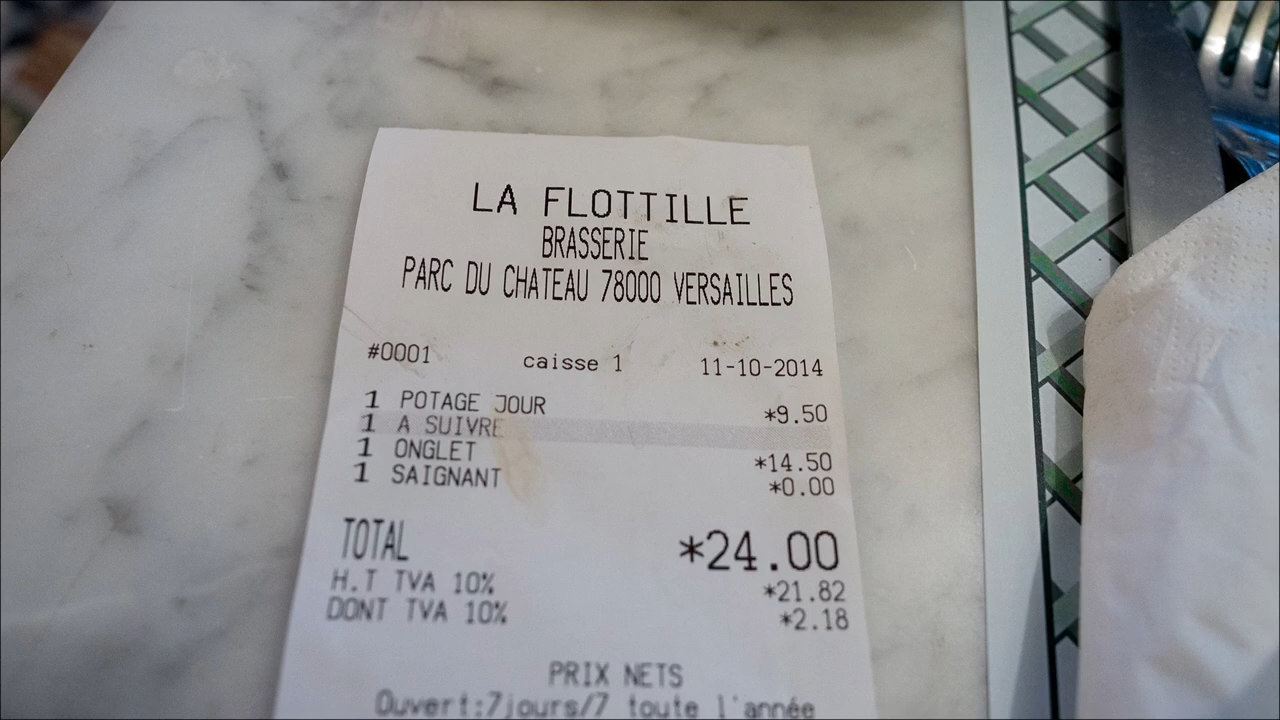 LA FLOTTILLE
BRASSERIE
PARC DU CHATEAU 78000 VERSAILLES
#0001 caisse 1 11-10-2014
1 POTAGE JOUR *9.50
1 A SUIVRE
1 ONGLET *14.50
1 SAIGNANT *0.00
TOTAL *24.00
H.T TVA 10% *21.82
DONT TVA 10% *2.18
PRIX NETS
Ouvert:7jours/7 toute l'année